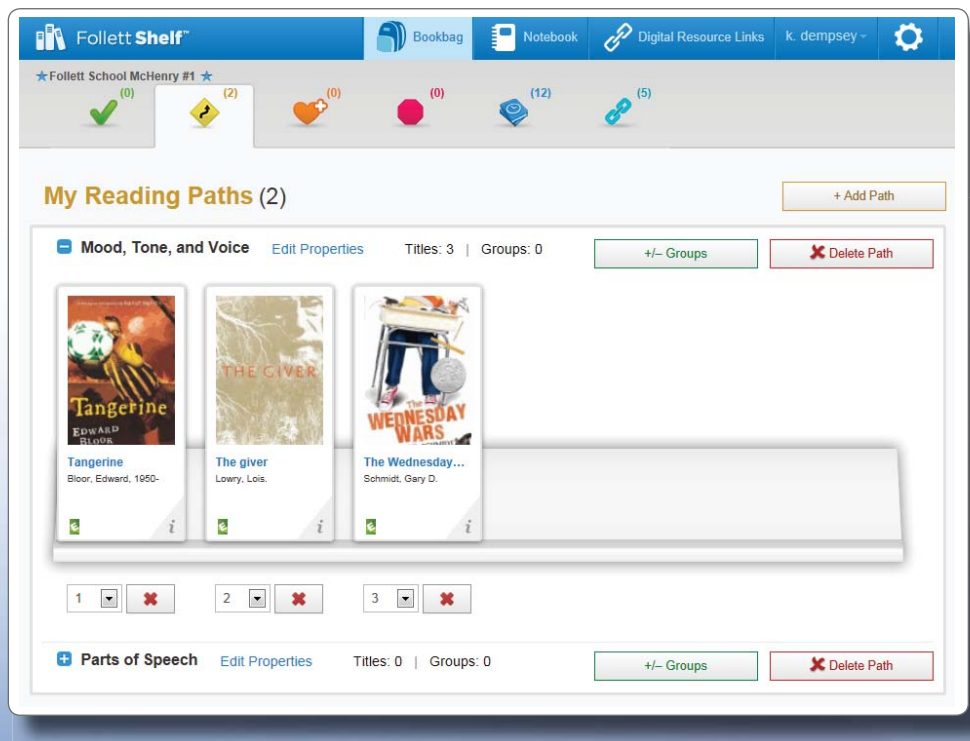 Follett Shelf™
Bookbag
Notebook
Digital Resource Links
k. dempsey
Follett School McHenry #1
(0)
(2)
(0)
(0)
(12)
(5)
My Reading Paths (2)
+ Add Path
Mood, Tone, and Voice Edit Properties Titles: 3 | Groups: 0
+/– Groups
Delete Path
Tangerine
EDWARD
BLOOR
THE GIVER
The
WEDNESDAY
WARS
Tangerine
Bloor, Edward, 1950-
i
The giver
Lowry, Lois.
i
The Wednesday...
Schmidt, Gary D.
i
1
2
3
Parts of Speech Edit Properties Titles: 0 | Groups: 0
+/– Groups
Delete Path